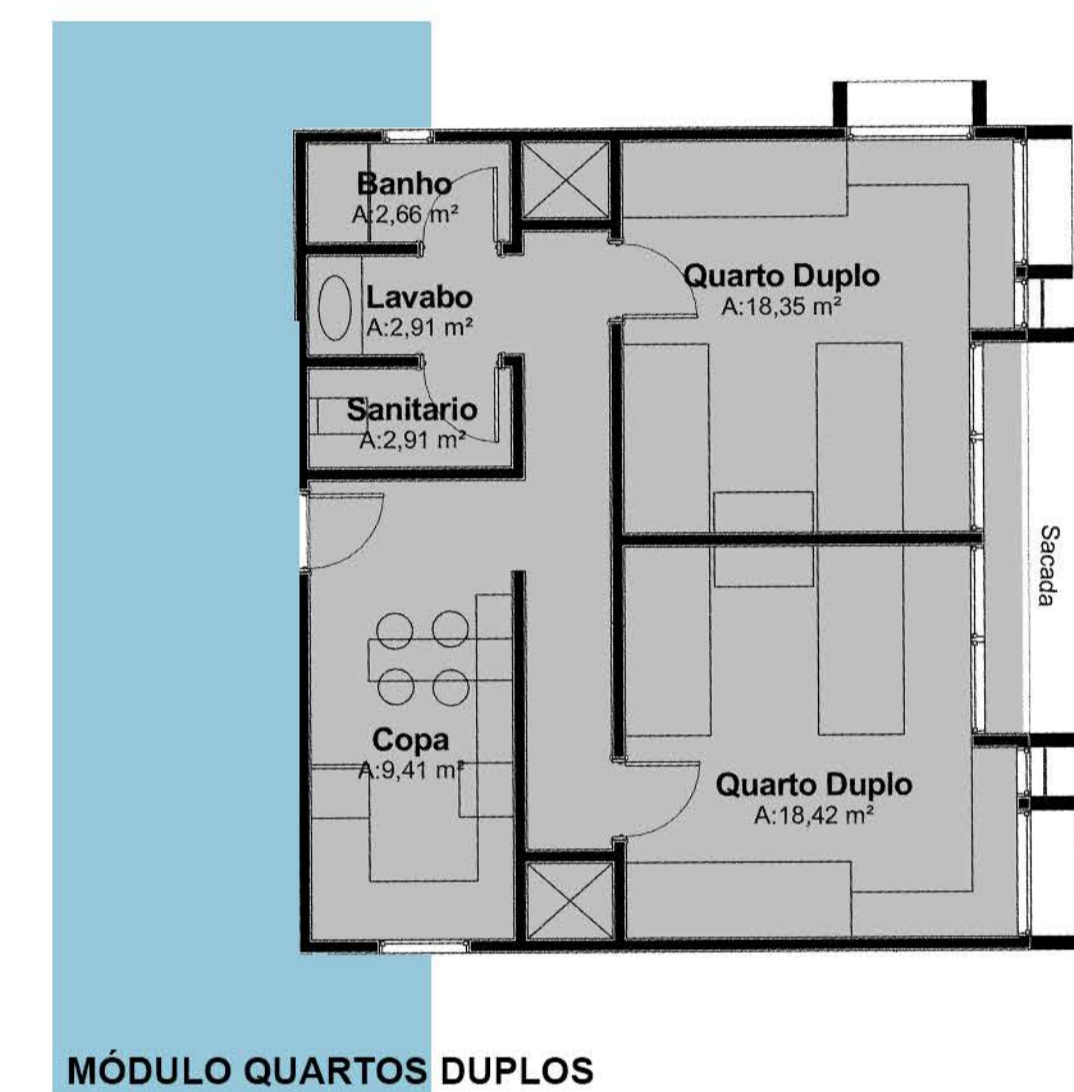 Banho
A:2,66 m²
Quarto Duplo
A:18,35 m²
Lavabo
A:2,91 m²
Sanitario
A:2,91 m²
Sacada
Copa
A:9,41 m²
Quarto Duplo
A:18,42 m²
MÓDULO QUARTOS DUPLOS